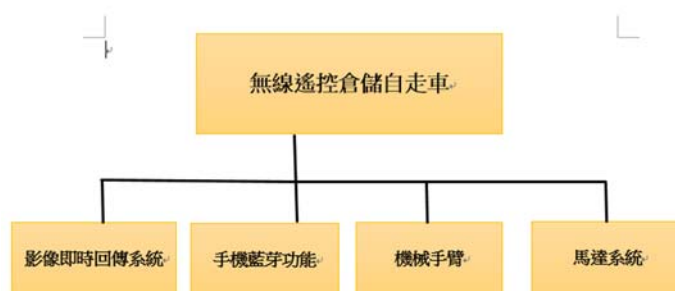 無線遙控倉儲自走車
影像即時回傳系統
手機藍芽功能
機械手臂
馬達系統